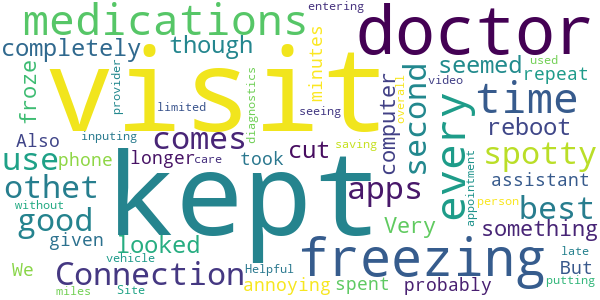 entering
medications
doctor
completely
though
visit
minutes
seemed
provider
froze
diagnostics
overall
used
video
repeat
limited
seeing
computer
second
time
inputing
comes
every
reboot
Also
saving
cut
spotty
use
phone
longer
care
took
kept
apps
assistant
othet
best
appointment
without
person
good
given
looked
Very
something
freezing
late
vehicle
Helpful
We
Connection
annoying
spent
probably
But
putting
miles
Site